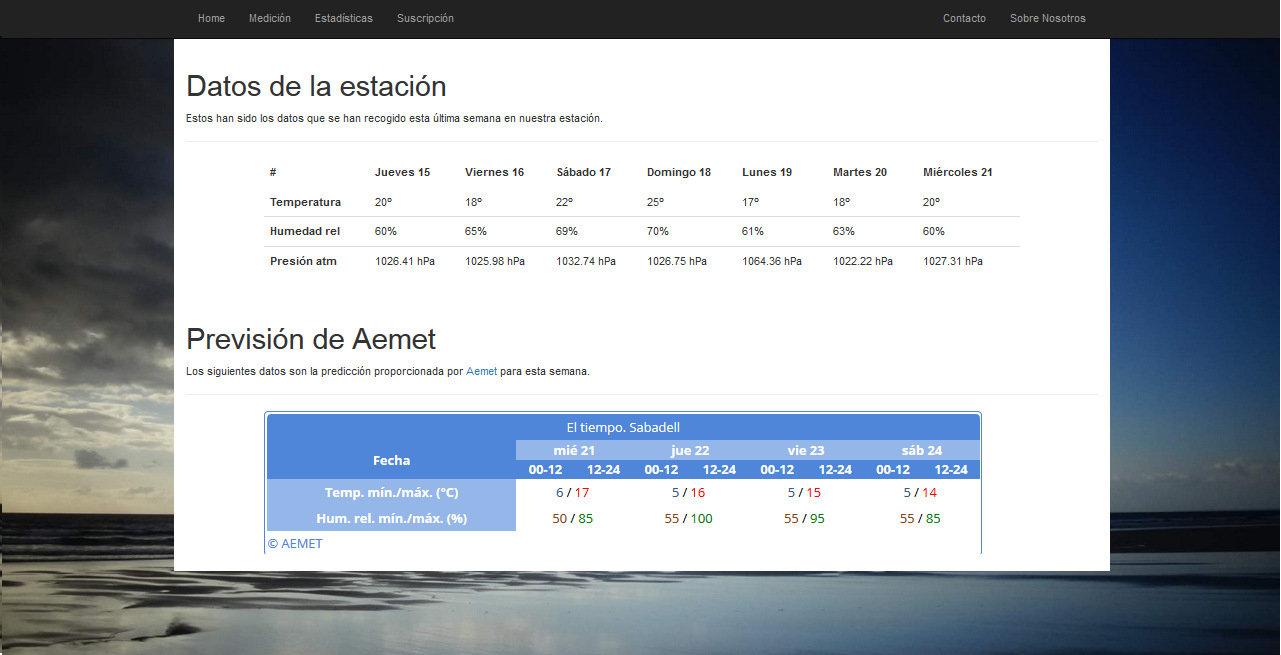 Home Medición Estadísticas Suscripción Contacto Sobre Nosotros
Datos de la estación
Estos han sido los datos que se han recogido esta última semana en nuestra estación.
# Jueves 15 Viernes 16 Sábado 17 Domingo 18 Lunes 19 Martes 20 Miércoles 21
Temperatura 20º 18º 22º 25º 17º 18º 20º
Humedad rel 60% 65% 69% 70% 61% 63% 60%
Presión atm 1026.41 hPa 1025.98 hPa 1032.74 hPa 1026.75 hPa 1064.36 hPa 1022.22 hPa 1027.31 hPa
Previsión de Aemet
Los siguientes datos son la predicción proporcionada por Aemet para esta semana.
El tiempo. Sabadell
Fecha mié 21 jue 22 vie 23 sáb 24
00-12 12-24 00-12 12-24 00-12 12-24 00-12 12-24
Temp. mín./máx. (°C) 6 / 17 5 / 16 5 / 15 5 / 14
Hum. rel. mín./máx. (%) 50 / 85 55 / 100 55 / 95 55 / 85
© AEMET